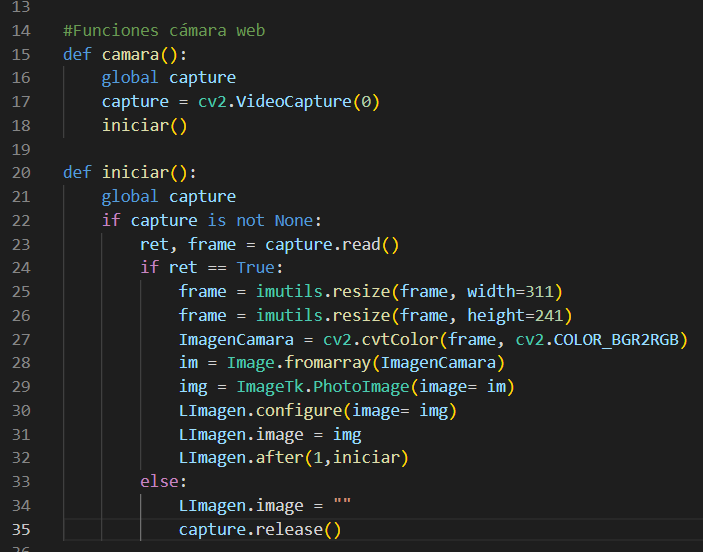 13
14 #Funciones cámara web
15 def camara():
16     global capture
17     capture = cv2.VideoCapture(0)
18     iniciar()
19
20 def iniciar():
21     global capture
22     if capture is not None:
23         ret, frame = capture.read()
24         if ret == True:
25             frame = imutils.resize(frame, width=311)
26             frame = imutils.resize(frame, height=241)
27             ImagenCamara = cv2.cvtColor(frame, cv2.COLOR_BGR2RGB)
28             im = Image.fromarray(ImagenCamara)
29             img = ImageTk.PhotoImage(image= im)
30             LImagen.configure(image= img)
31             LImagen.image = img
32             LImagen.after(1,iniciar)
33         else:
34             LImagen.image = ""
35             capture.release()
36